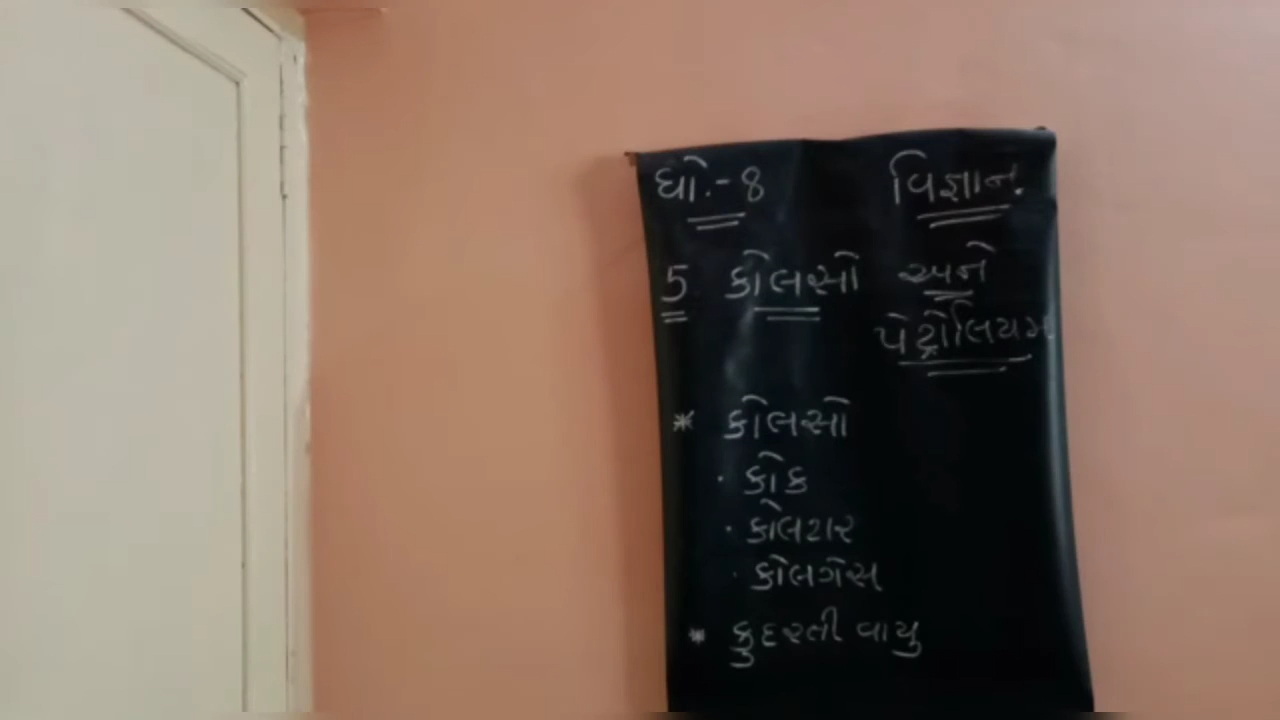 ધો.-8 વિજ્ઞાન.
5 કોલસો અને
પેટ્રોલિયમ
* કોલસો
· કોક
· કોલટાર
· કોલગેસ
* કુદરતી વાયુ